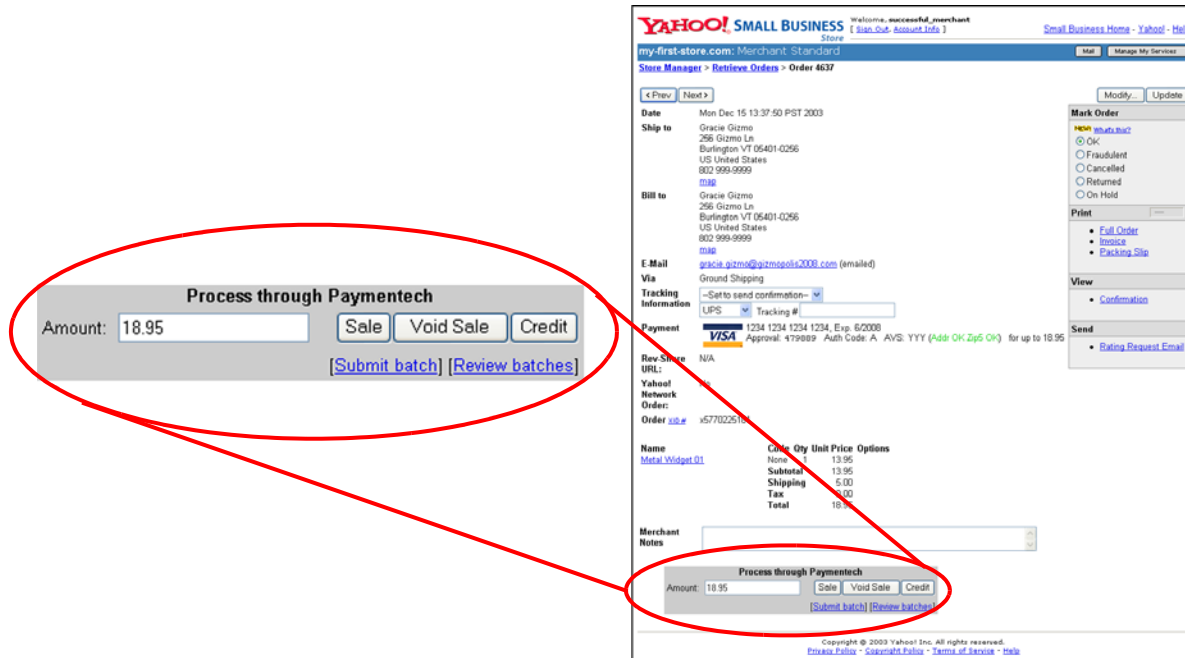 Process through Paymentech
Amount: 18.95 Sale Void Sale Credit
[Submit batch] [Review batches]
YAHOO! SMALL BUSINESS
Store
Welcome, successful_merchant
[ Sign Out, Account Info ]
Small Business Home - Yahoo! - Hel
my-first-store.com: Merchant Standard
Mail Manage My Services
Store Manager > Retrieve Orders > Order 4637
< Prev Next >
Modify... Update
Date Mon Dec 15 13:37:50 PST 2003
Ship to Gracie Gizmo
256 Gizmo Ln
Burlington VT 05401-0256
US United States
802 999-9999
map
Bill to Gracie Gizmo
256 Gizmo Ln
Burlington VT 05401-0256
US United States
802 999-9999
map
E-Mail gracie.gizmo@gizmopolis2008.com (emailed)
Via Ground Shipping
Tracking Information --Set to send confirmation--
UPS Tracking #
Payment VISA 1234 1234 1234 1234, Exp. 6/2008
Approval: 479889 Auth Code: A AVS: YYY (Addr OK Zip5 OK) for up to 18.95
Rev-Share URL: N/A
Yahoo! Network Order:
Order XID # x5770225
Name Code Qty Unit Price Options
Metal Widget 01 None 1 13.95
Subtotal 13.95
Shipping 5.00
Tax
Total
Merchant Notes
Mark Order
New! What's this?
OK
Fraudulent
Cancelled
Returned
On Hold
Print
Full Order
Invoice
Packing Slip
View
Confirmation
Send
Rating Request Email
Process through Paymentech
Amount: 18.95 Sale Void Sale Credit
[Submit batch] [Review batches]
Copyright © 2003 Yahoo! Inc. All rights reserved.
Privacy Policy - Copyright Policy - Terms of Service - Help